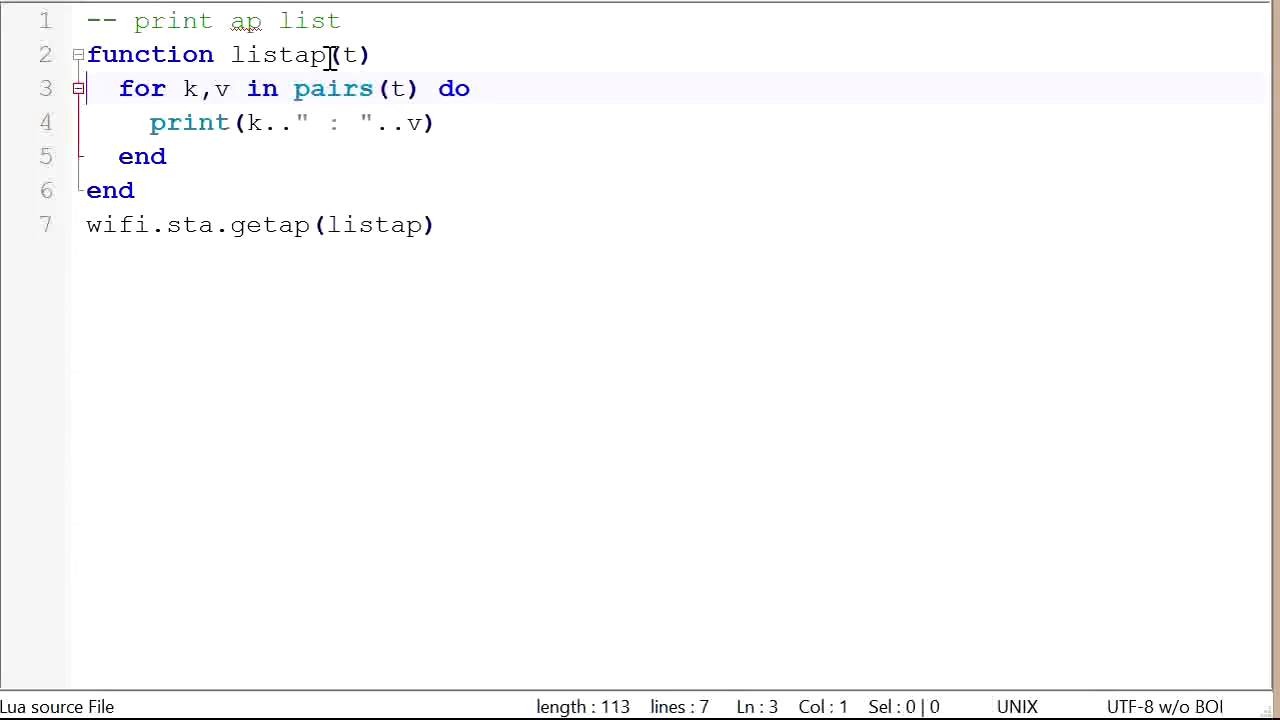 1 -- print ap list
2 function listap(t)
3   for k,v in pairs(t) do
4     print(k.." : "..v)
5   end
6 end
7 wifi.sta.getap(listap)
Lua source File length : 113 lines : 7 Ln : 3 Col : 1 Sel : 0 | 0 UNIX UTF-8 w/o BOI